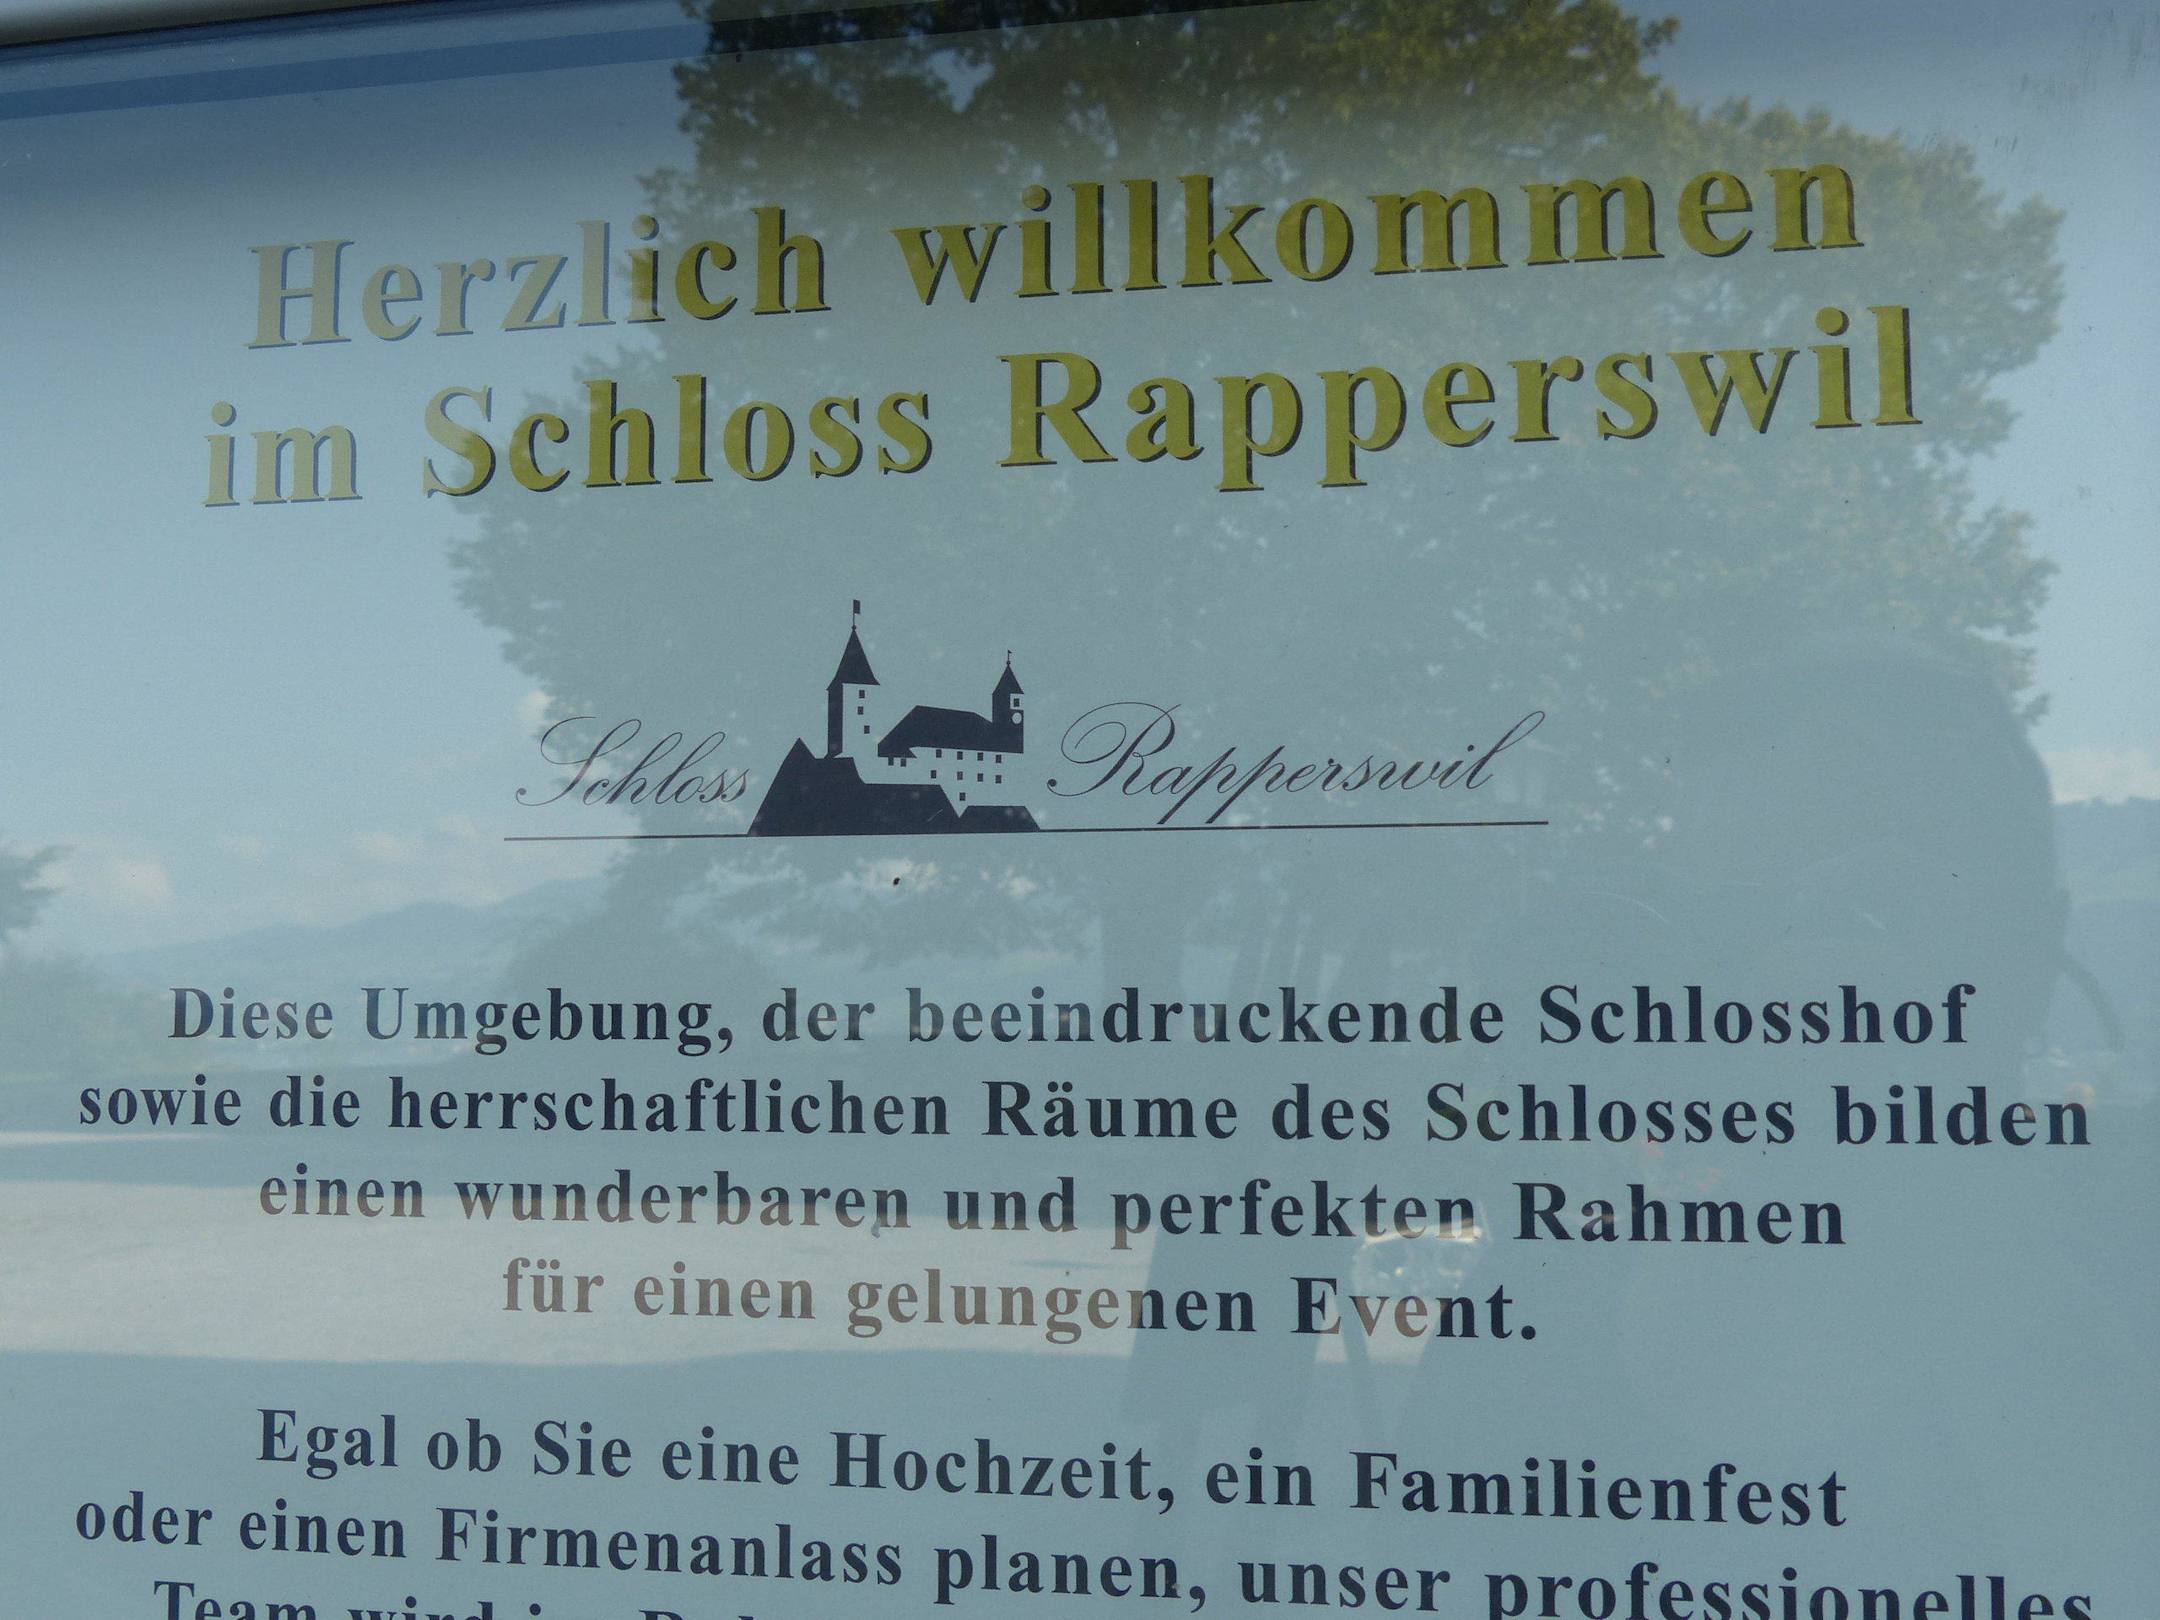 Herzlich willkommen
im Schloss Rapperswil
Schloss Rapperswil
Diese Umgebung, der beeindruckende Schlosshof
sowie die herrschaftlichen Räume des Schlosses bilden
einen wunderbaren und perfekten Rahmen
für einen gelungenen Event.
Egal ob Sie eine Hochzeit, ein Familienfest
oder einen Firmenanlass planen, unser professionelles
Team wird